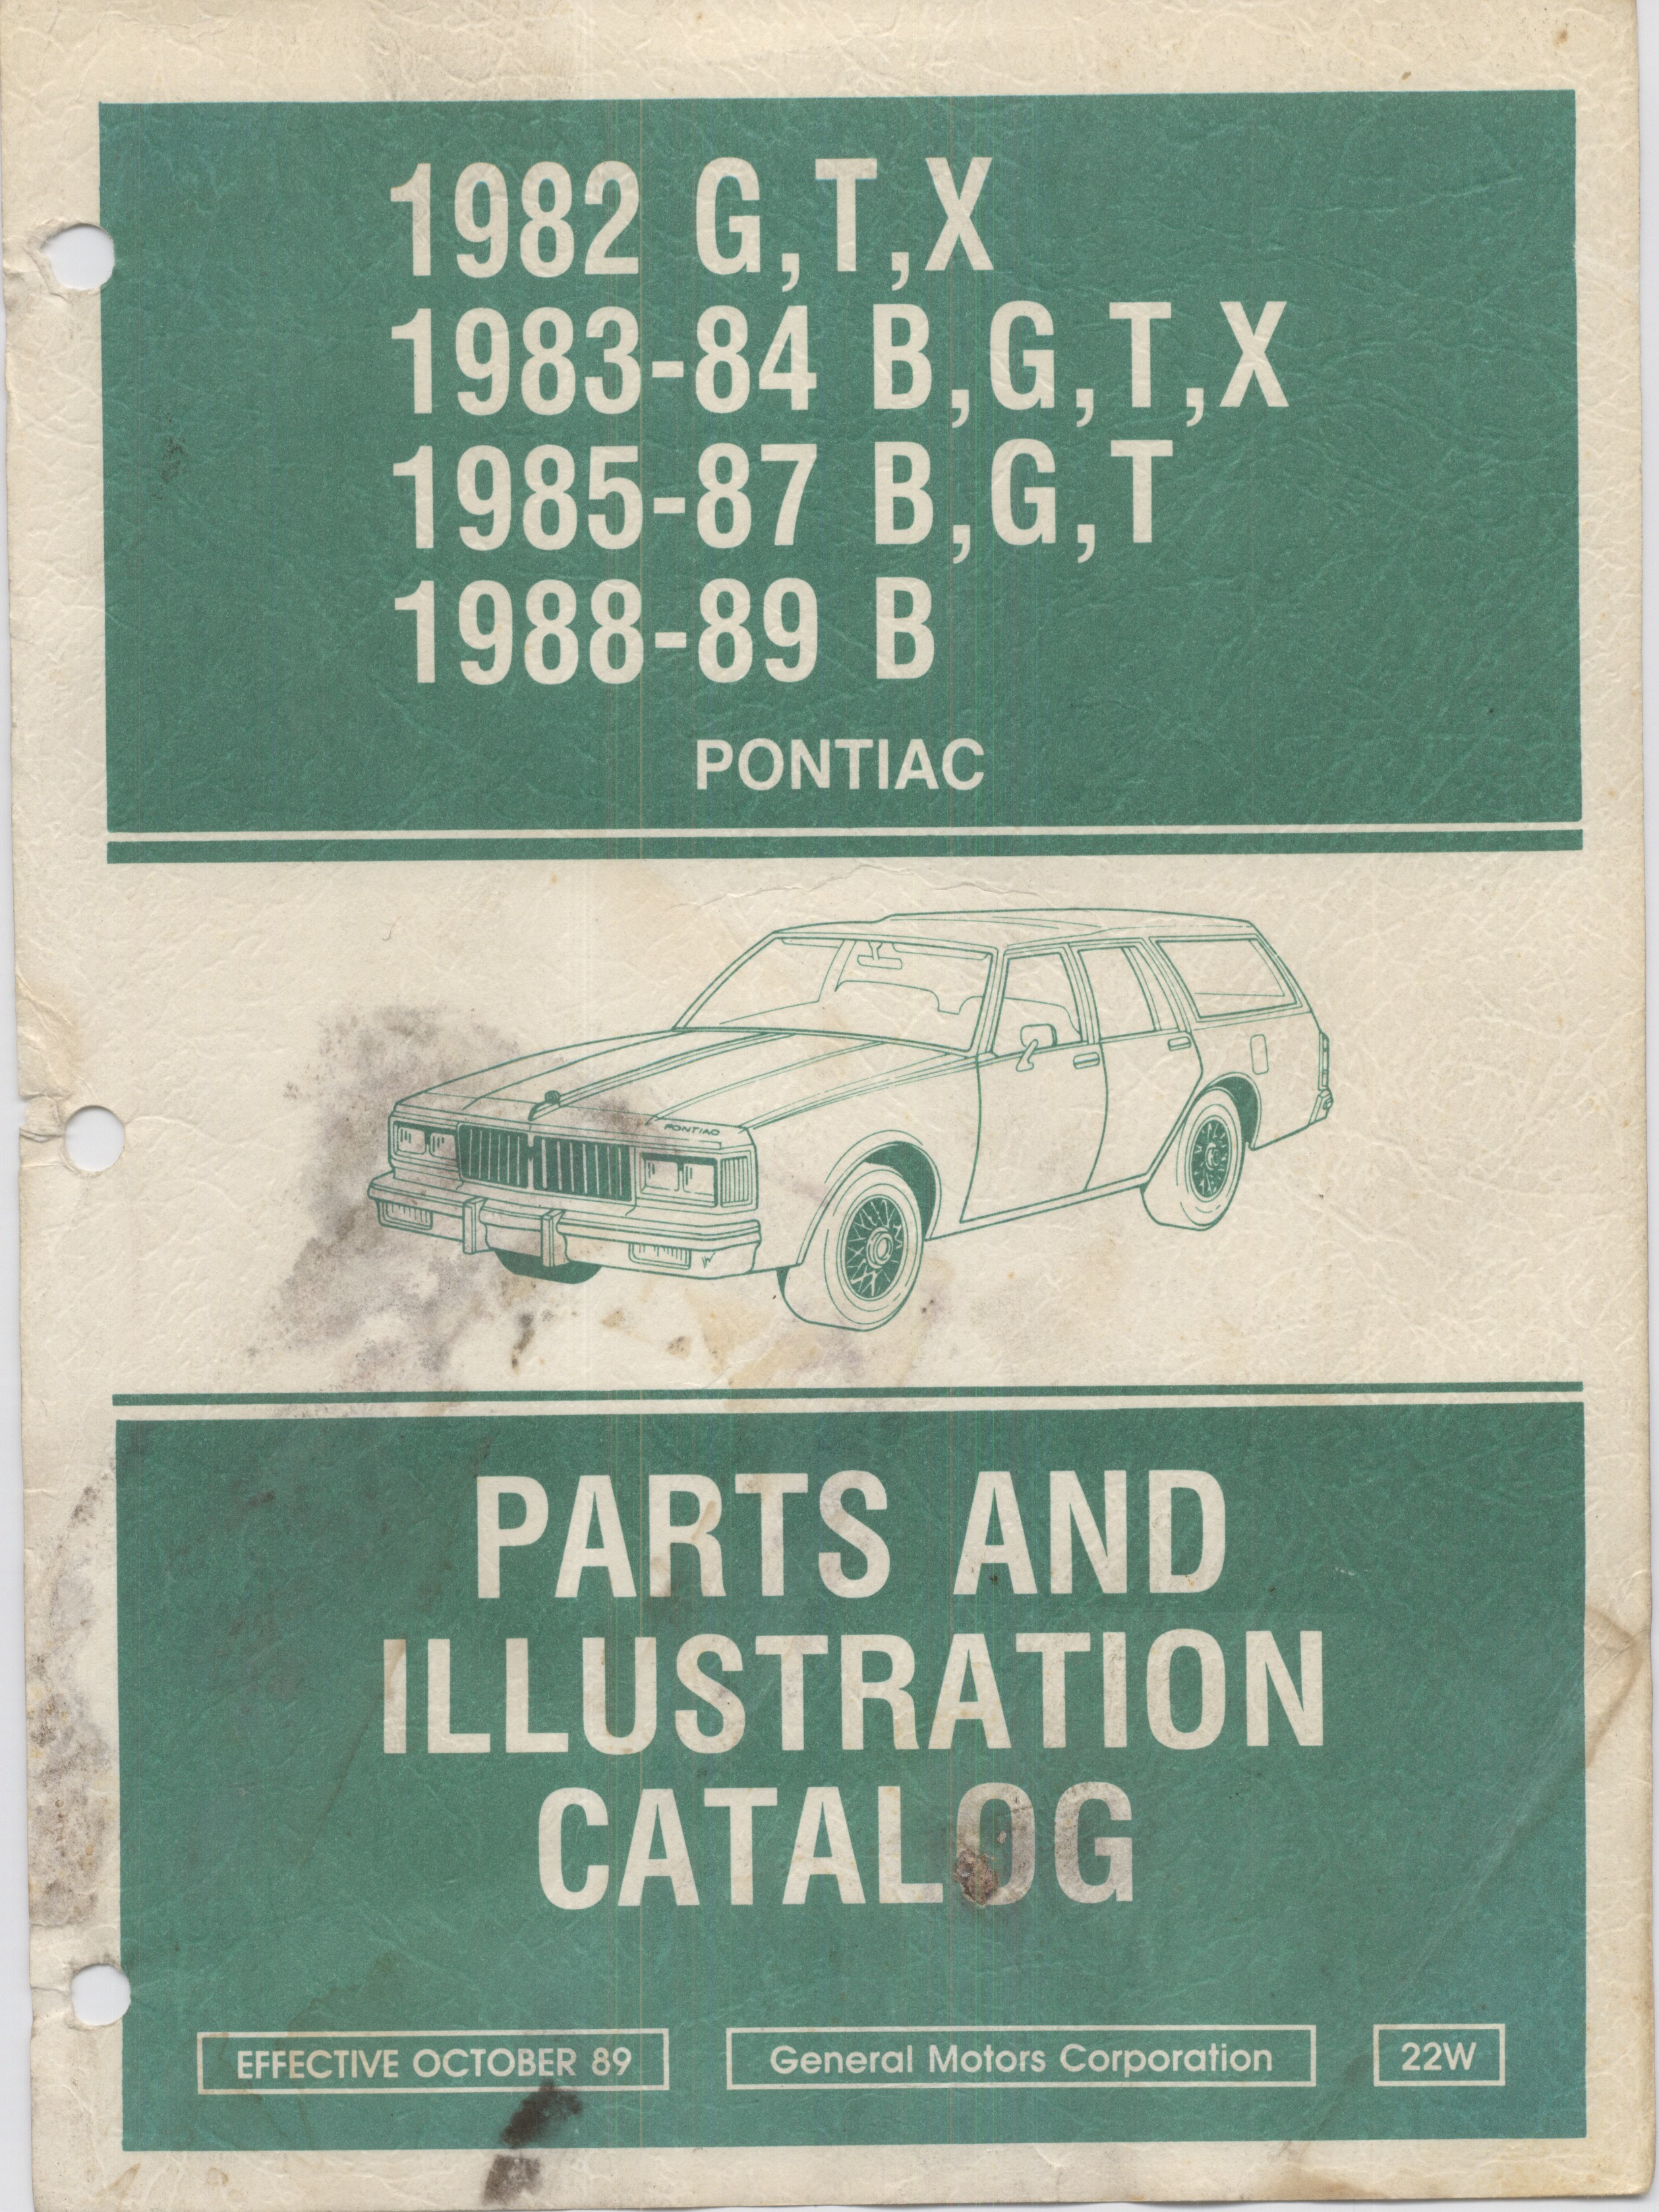 1982 G,T,X
1983-84 B,G,T,X
1985-87 B,G,T
1988-89 B
PONTIAC
PONTIAC
PARTS AND
ILLUSTRATION
CATALOG
EFFECTIVE OCTOBER 89
General Motors Corporation
22W